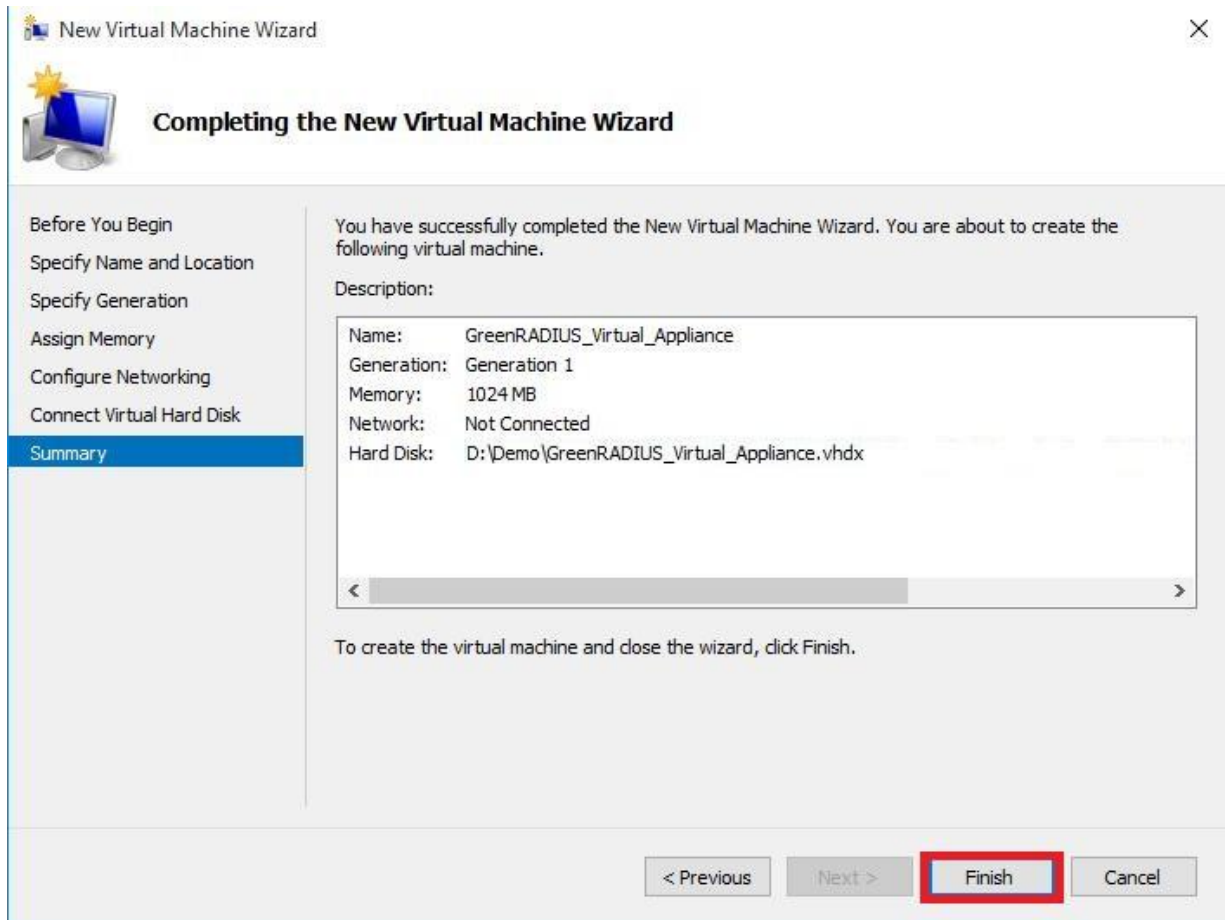 New Virtual Machine Wizard
Completing the New Virtual Machine Wizard
Before You Begin
Specify Name and Location
Specify Generation
Assign Memory
Configure Networking
Connect Virtual Hard Disk
Summary
You have successfully completed the New Virtual Machine Wizard. You are about to create the
following virtual machine.
Description:
Name: GreenRADIUS_Virtual_Appliance
Generation: Generation 1
Memory: 1024 MB
Network: Not Connected
Hard Disk: D:\Demo\GreenRADIUS_Virtual_Appliance.vhdx
To create the virtual machine and close the wizard, click Finish.
< Previous
Next >
Finish
Cancel